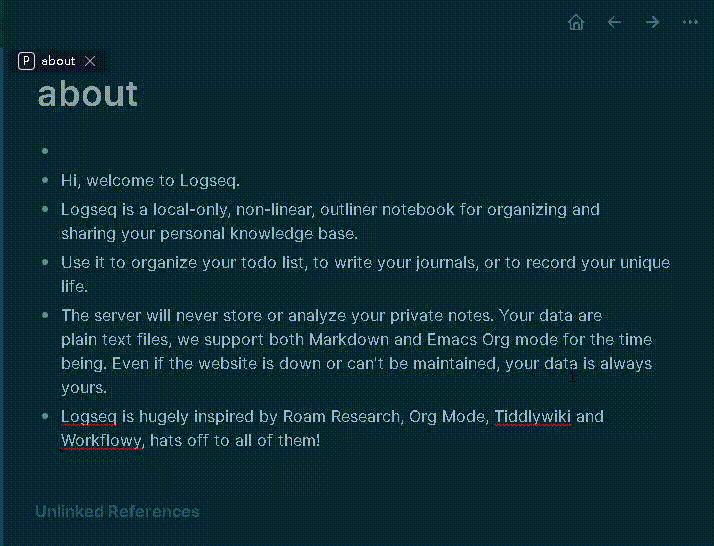 P about
about
Hi, welcome to Logseq.
Logseq is a local-only, non-linear, outliner notebook for organizing and
sharing your personal knowledge base.
Use it to organize your todo list, to write your journals, or to record your unique
life.
The server will never store or analyze your private notes. Your data are
plain text files, we support both Markdown and Emacs Org mode for the time
being. Even if the website is down or can't be maintained, your data is always
yours.
Logseq is hugely inspired by Roam Research, Org Mode, Tiddlywiki and
Workflowy, hats off to all of them!
Unlinked References